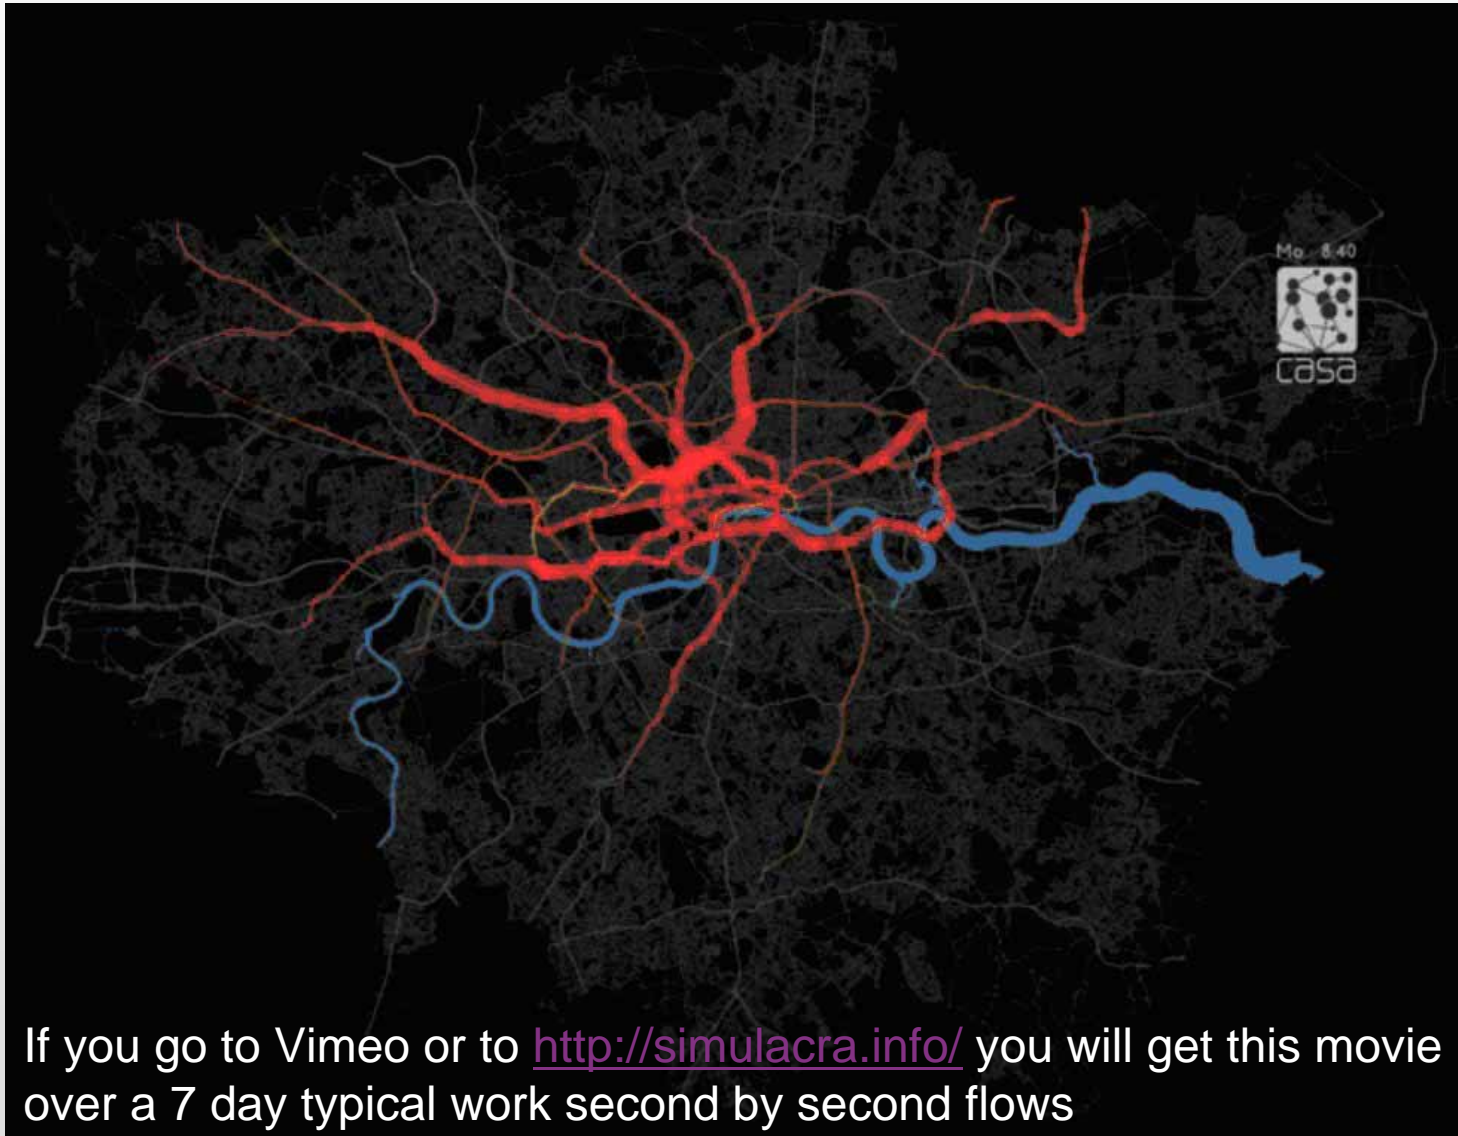 Mo 8:40
casa
If you go to Vimeo or to http://simulacra.info/ you will get this movie
over a 7 day typical work second by second flows